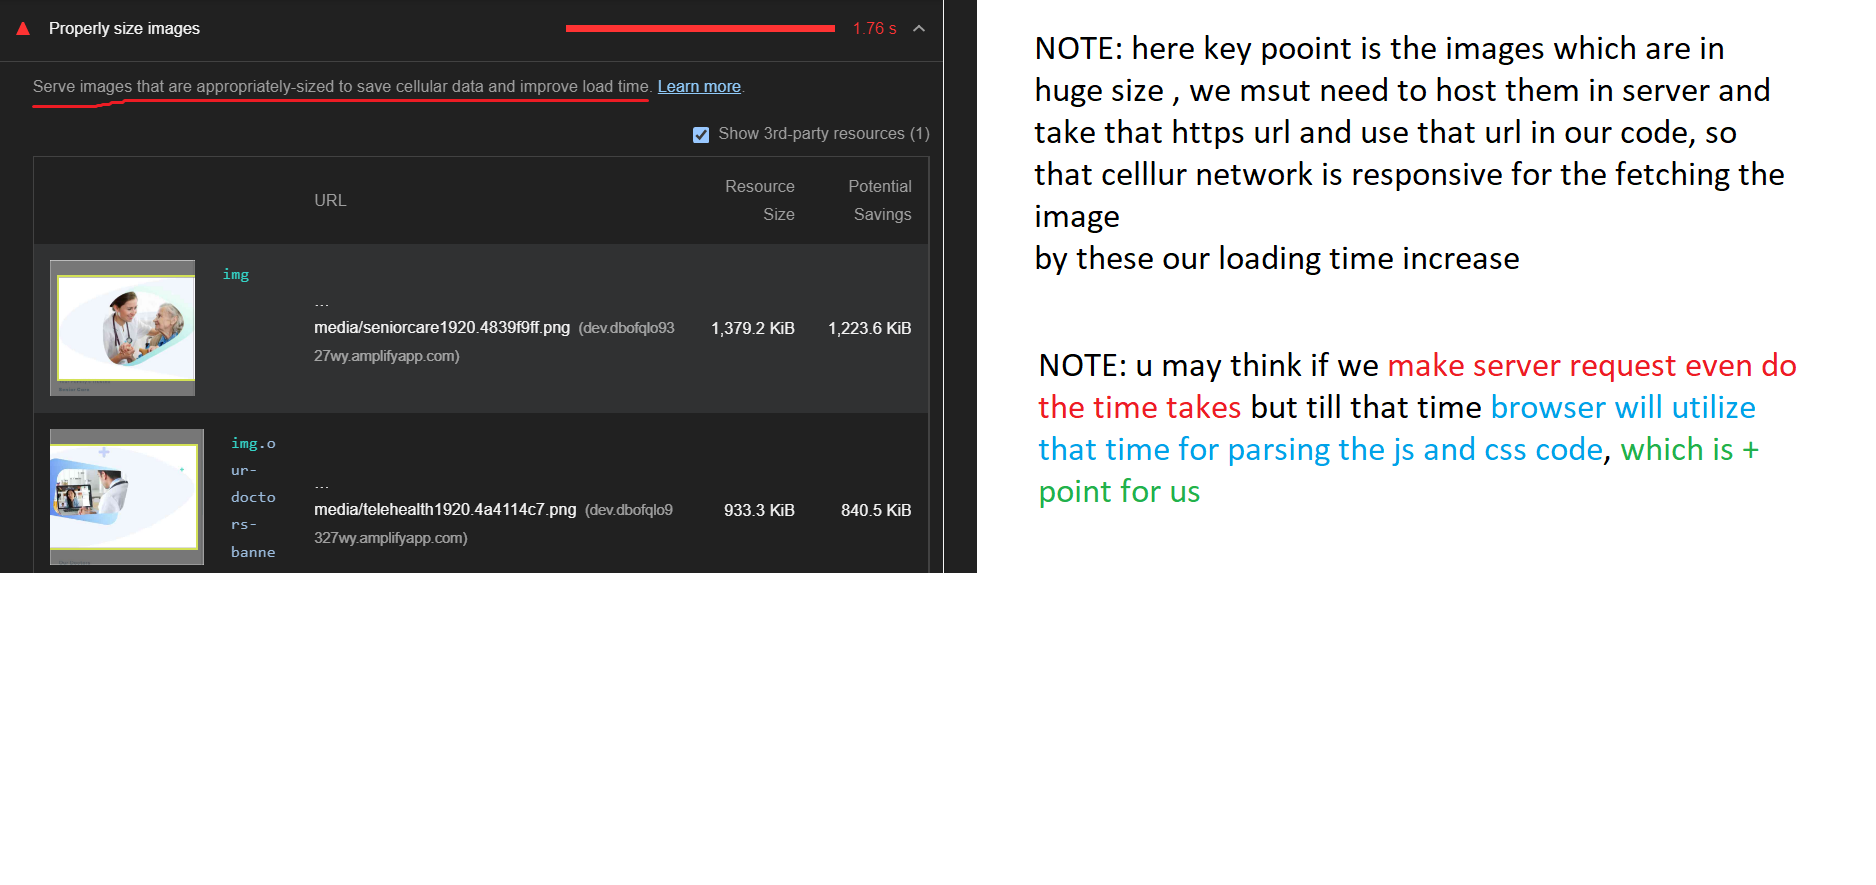 Properly size images
1.76 s
Serve images that are appropriately-sized to save cellular data and improve load time. Learn more.
Show 3rd-party resources (1)
URL
Resource
Size
Potential
Savings
img
...
media/seniorcare1920.4839f9ff.png (dev.dbofqlo93
27wy.amplifyapp.com)
1,379.2 KiB
1,223.6 KiB
img.o
ur-
docto
rs-
banne
...
media/telehealth1920.4a4114c7.png (dev.dbofqlo9
327wy.amplifyapp.com)
933.3 KiB
840.5 KiB
NOTE: here key pooint is the images which are in
huge size , we msut need to host them in server and
take that https url and use that url in our code, so
that celllur network is responsive for the fetching the
image
by these our loading time increase
NOTE: u may think if we make server request even do
the time takes but till that time browser will utilize
that time for parsing the js and css code, which is +
point for us